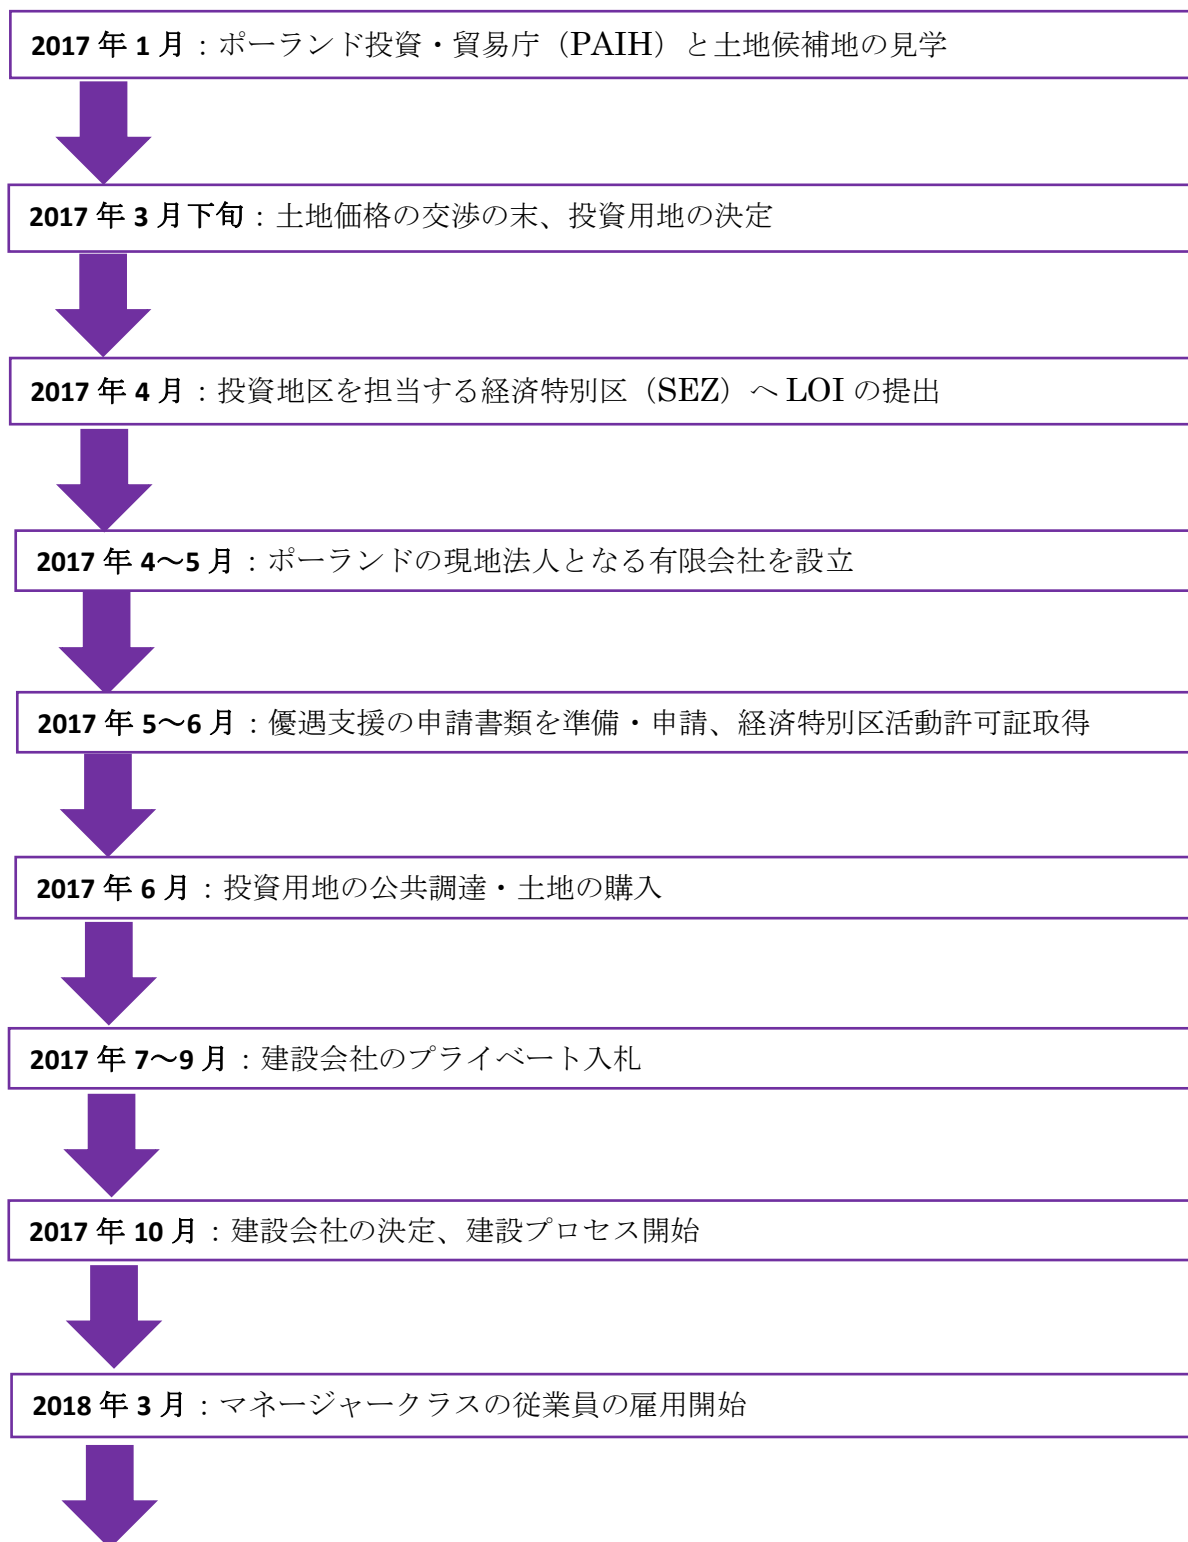 2017 年 1 月：ポーランド投資・貿易庁（PAIH）と土地候補地の見学
2017 年 3 月下旬：土地価格の交渉の末、投資用地の決定
2017 年 4 月：投資地区を担当する経済特別区（SEZ）へ LOI の提出
2017 年 4～5 月：ポーランドの現地法人となる有限会社を設立
2017 年 5～6 月：優遇支援の申請書類を準備・申請、経済特別区活動許可証取得
2017 年 6 月：投資用地の公共調達・土地の購入
2017 年 7～9 月：建設会社のプライベート入札
2017 年 10 月：建設会社の決定、建設プロセス開始
2018 年 3 月：マネージャークラスの従業員の雇用開始